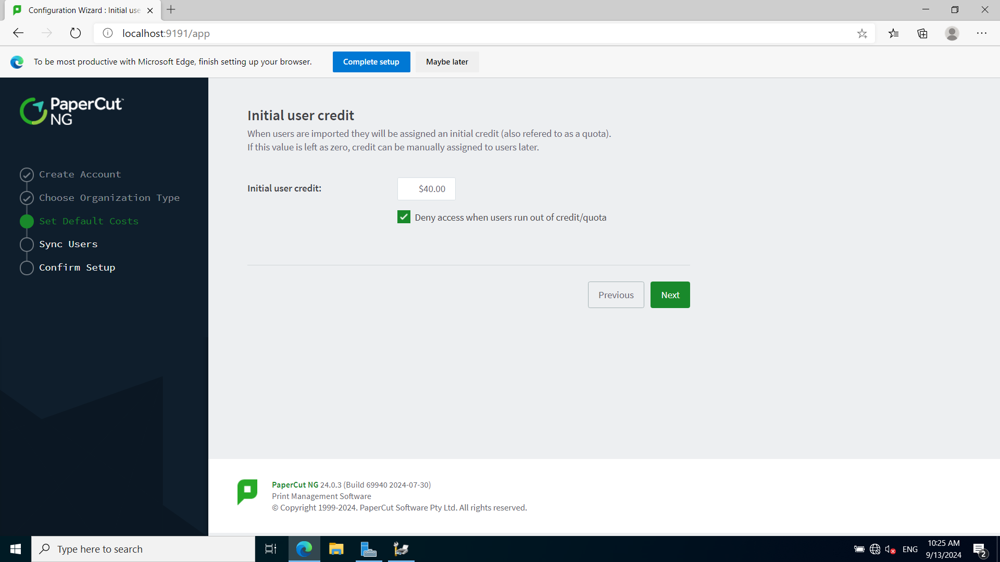 Configuration Wizard : Initial use
localhost:9191/app
To be most productive with Microsoft Edge, finish setting up your browser.
Complete setup
Maybe later
PaperCut™
NG
Create Account
Choose Organization Type
Set Default Costs
Sync Users
Confirm Setup
Initial user credit
When users are imported they will be assigned an initial credit (also refered to as a quota).
If this value is left as zero, credit can be manually assigned to users later.
Initial user credit:
$40.00
Deny access when users run out of credit/quota
Previous
Next
PaperCut NG 24.0.3 (Build 69940 2024-07-30)
Print Management Software
© Copyright 1999-2024. PaperCut Software Pty Ltd. All rights reserved.
Type here to search
ENG
10:25 AM
9/13/2024
2